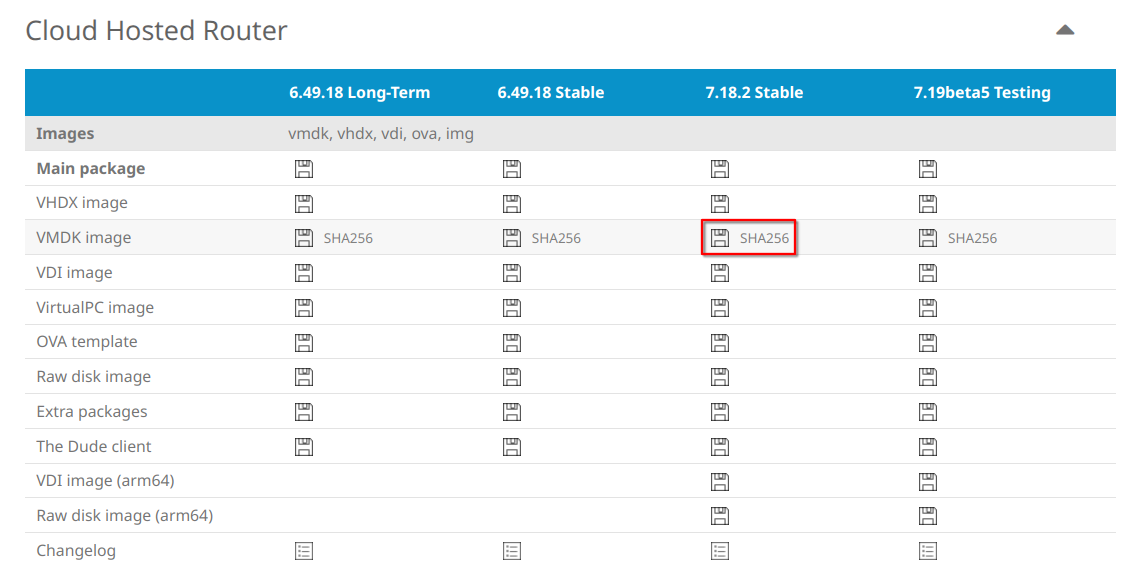 Cloud Hosted Router
6.49.18 Long-Term 6.49.18 Stable 7.18.2 Stable 7.19beta5 Testing
Images vmdk, vhdx, vdi, ova, img
Main package
VHDX image
VMDK image SHA256 SHA256 SHA256 SHA256
VDI image
VirtualPC image
OVA template
Raw disk image
Extra packages
The Dude client
VDI image (arm64)
Raw disk image (arm64)
Changelog